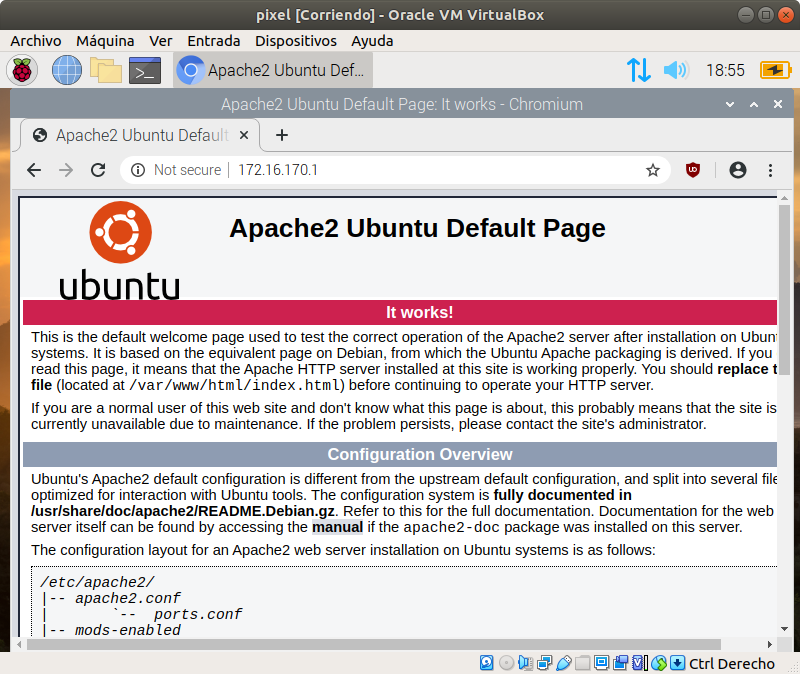 pixel [Corriendo] - Oracle VM VirtualBox
Archivo Máquina Ver Entrada Dispositivos Ayuda
Apache2 Ubuntu Def... 18:55
Apache2 Ubuntu Default Page: It works - Chromium
Apache2 Ubuntu Default
Not secure 172.16.170.1
ubuntu
Apache2 Ubuntu Default Page
It works!
This is the default welcome page used to test the correct operation of the Apache2 server after installation on Ubun
systems. It is based on the equivalent page on Debian, from which the Ubuntu Apache packaging is derived. If you
read this page, it means that the Apache HTTP server installed at this site is working properly. You should replace t
file (located at /var/www/html/index.html) before continuing to operate your HTTP server.
If you are a normal user of this web site and don't know what this page is about, this probably means that the site is
currently unavailable due to maintenance. If the problem persists, please contact the site's administrator.
Configuration Overview
Ubuntu's Apache2 default configuration is different from the upstream default configuration, and split into several file
optimized for interaction with Ubuntu tools. The configuration system is fully documented in
/usr/share/doc/apache2/README.Debian.gz. Refer to this for the full documentation. Documentation for the web
server itself can be found by accessing the manual if the apache2-doc package was installed on this server.
The configuration layout for an Apache2 web server installation on Ubuntu systems is as follows:
/etc/apache2/
|-- apache2.conf
|       `--  ports.conf
|-- mods-enabled
Ctrl Derecho